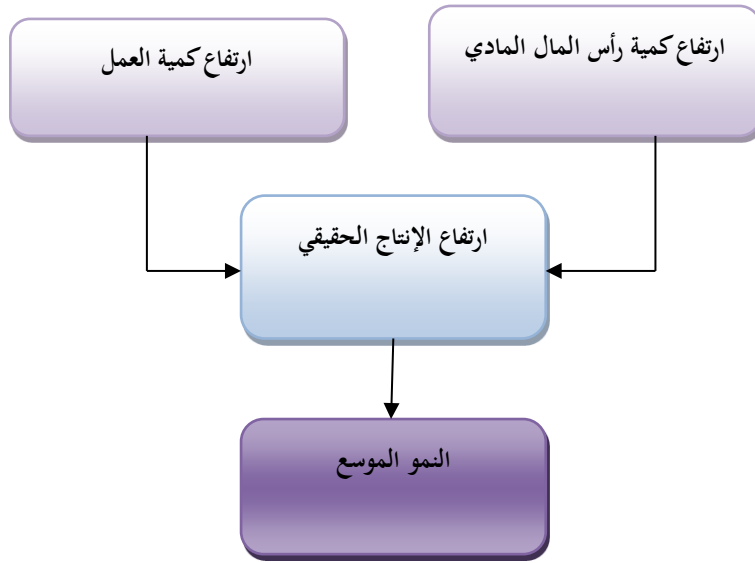 ارتفاع كمية رأس المال المادي
ارتفاع كمية العمل
ارتفاع الإنتاج الحقيقي
النمو الموسع